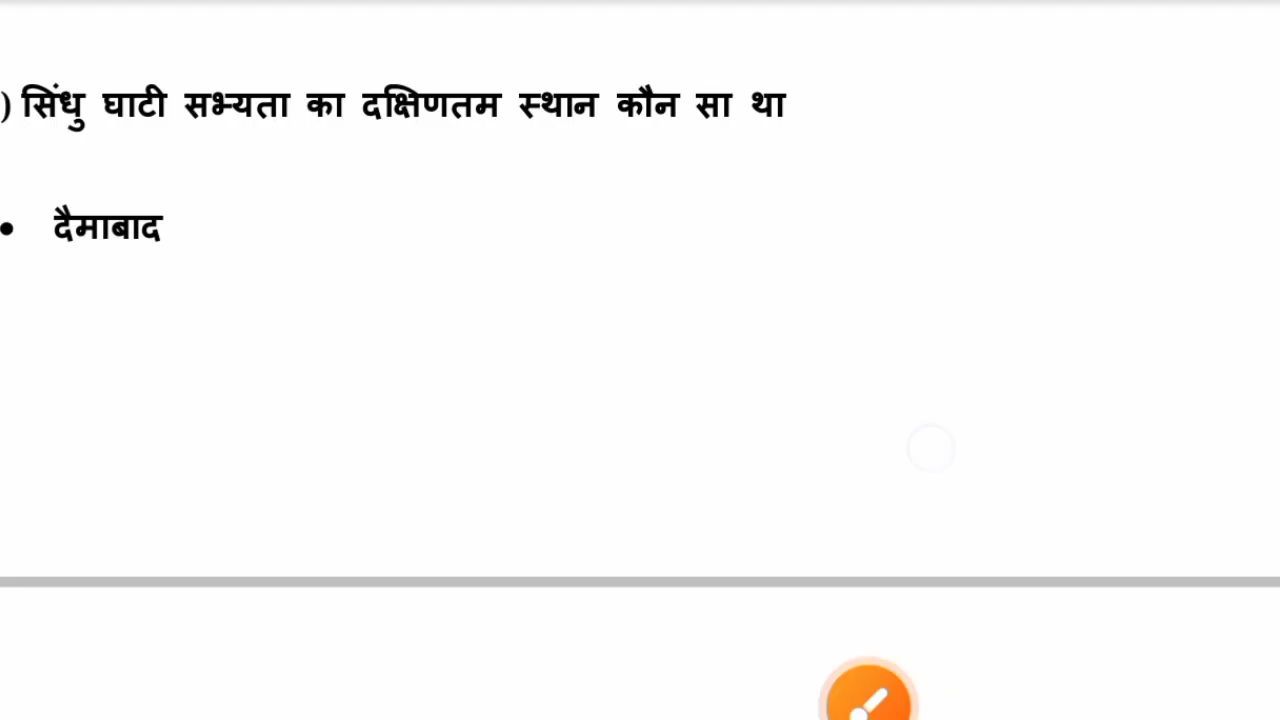 ) सिंधु घाटी सभ्यता का दक्षिणतम स्थान कौन सा था
• दैमाबाद